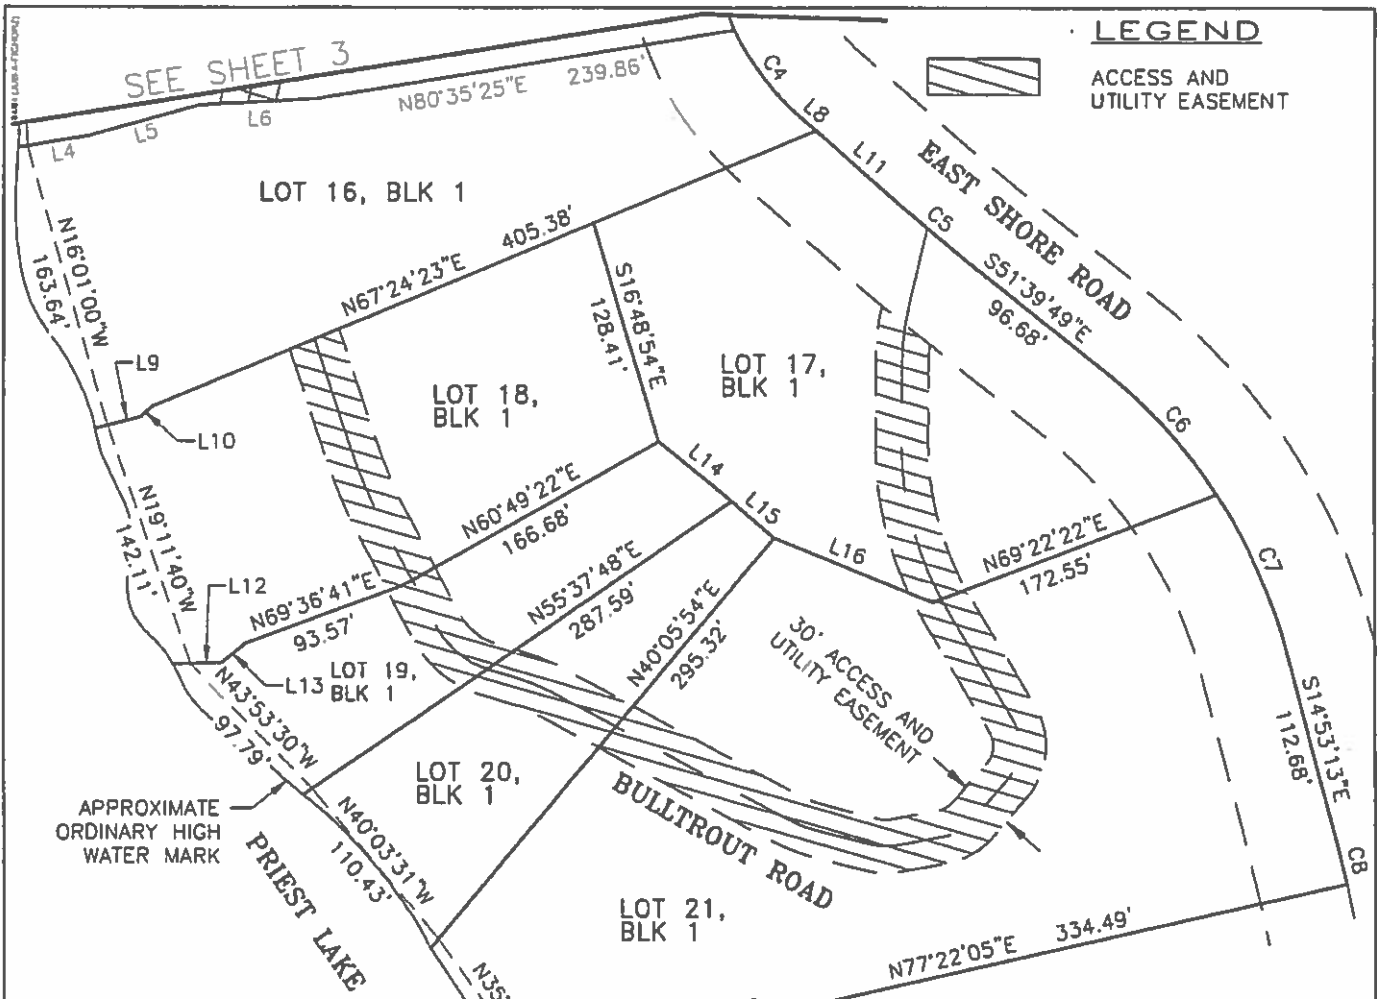 LEGEND
ACCESS AND
UTILITY EASEMENT
SEE SHEET 3
L4
L5
L6
N80°35'25"E 239.86'
C4
L8
L11
C5
EAST SHORE ROAD
S51°39'49"E
96.68'
C6
C7
S14°53'13"E
112.68'
C8
LOT 16, BLK 1
N16°01'00"W
163.64'
N67°24'23"E 405.38'
L9
L10
S16°48'54"E
128.41'
LOT 17,
BLK 1
LOT 18,
BLK 1
N60°49'22"E
166.68'
L14
L15
L16
N69°22'22"E
172.55'
N19°11'40"W
142.11'
L12
N69°36'41"E
93.57'
L13
LOT 19,
BLK 1
N55°37'48"E
287.59'
N40°05'54"E
295.32'
30' ACCESS AND
UTILITY EASEMENT
N43°53'30"W
97.79'
LOT 20,
BLK 1
BULLTROUT ROAD
APPROXIMATE
ORDINARY HIGH
WATER MARK
N40°03'31"W
110.43'
PRIEST LAKE
LOT 21,
BLK 1
N77°22'05"E 334.49'
N35°